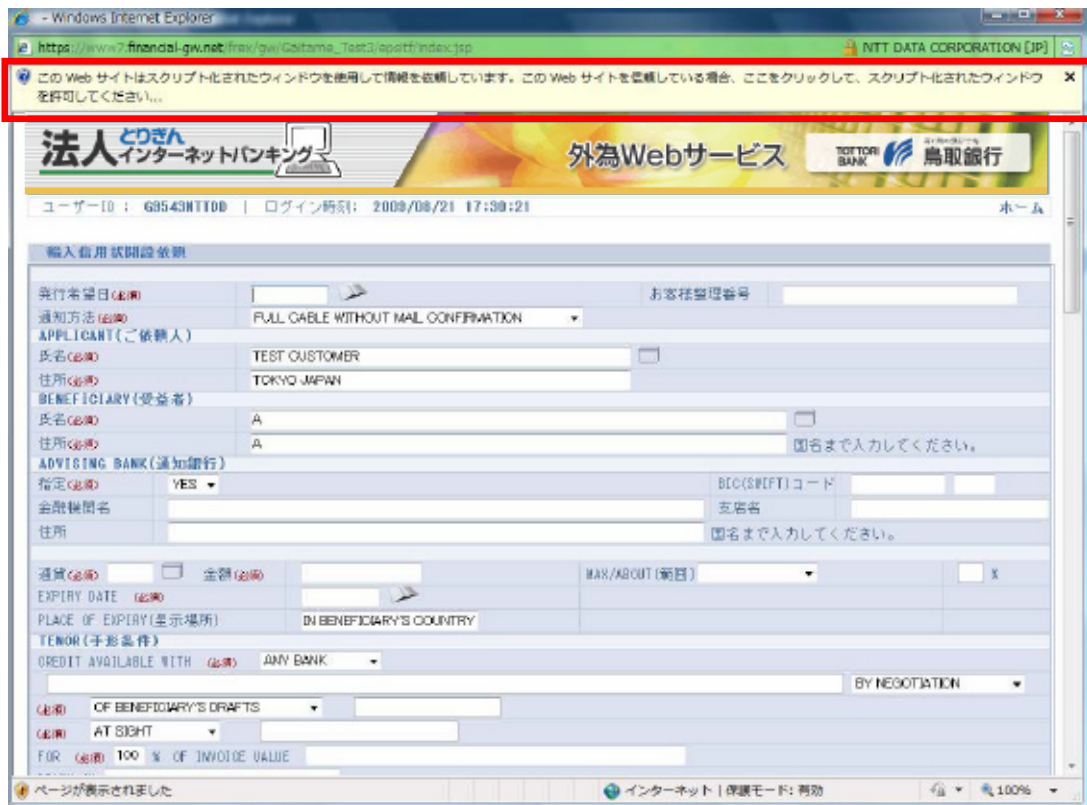 - Windows Internet Explorer
https://www7.financial-gw.net/frex/gw/Gaitame_Test3/epsitf/index.jsp NTT DATA CORPORATION [JP]
この Web サイトはスクリプト化されたウィンドウを使用して情報を依頼しています。この Web サイトを信頼している場合、ここをクリックして、スクリプト化されたウィンドウ
を許可してください...
法人 とりぎん インターネットバンキング 外為Webサービス TOTTORI BANK 鳥取銀行
ユーザーID : G9543NTTDD | ログイン時刻: 2009/08/21 17:30:21 ホーム
輸入信用状開設依頼
発行希望日(必須) お客様整理番号
通知方法(必須) FULL CABLE WITHOUT MAIL CONFIRMATION
APPLICANT(ご依頼人)
氏名(必須) TEST CUSTOMER
住所(必須) TOKYO JAPAN
BENEFICIARY(受益者)
氏名(必須) A
住所(必須) A 国名まで入力してください。
ADVISING BANK(通知銀行)
指定(必須) YES BIC(SWIFT)コード
金融機関名 支店名
住所 国名まで入力してください。
通貨(必須) 金額(必須) MAX/ABOUT(範囲) %
EXPIRY DATE (必須)
PLACE OF EXPIRY(呈示場所) IN BENEFICIARY'S COUNTRY
TENOR(手形条件)
CREDIT AVAILABLE WITH (必須) ANY BANK
BY NEGOTIATION
(必須) OF BENEFICIARY'S DRAFTS
(必須) AT SIGHT
FOR (必須) 100 % OF INVOICE VALUE
ページが表示されました インターネット | 保護モード: 有効 100%